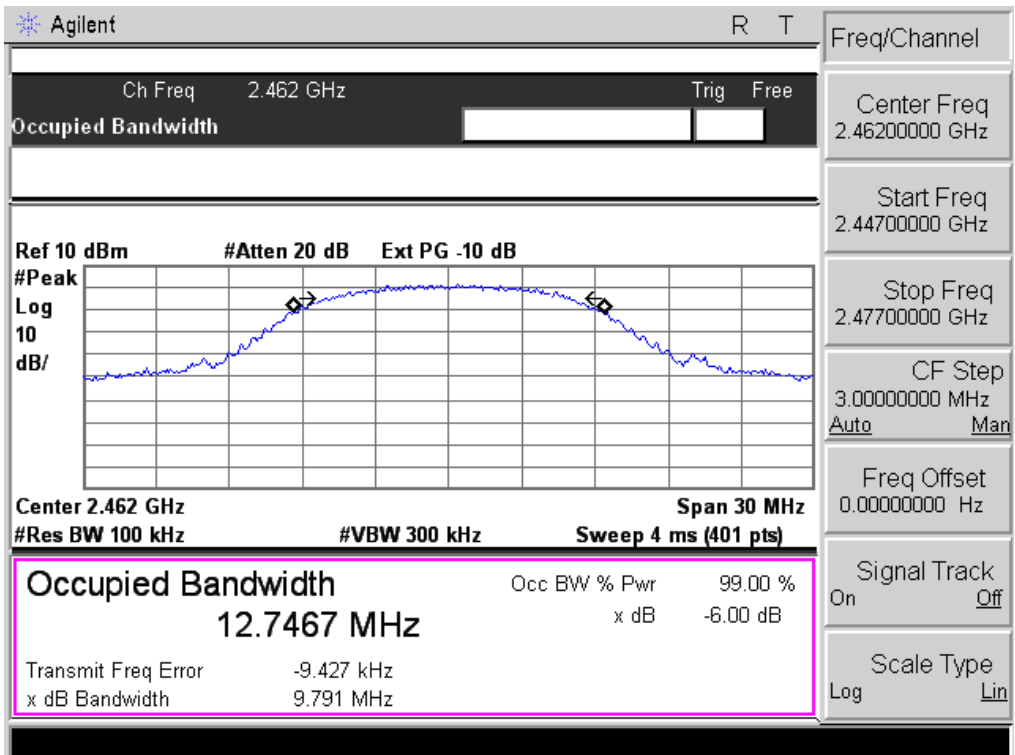 Agilent R T
Freq/Channel
Ch Freq 2.462 GHz Trig Free
Occupied Bandwidth
Center Freq
2.46200000 GHz
Start Freq
2.44700000 GHz
Ref 10 dBm #Atten 20 dB Ext PG -10 dB
#Peak
Log
10
dB/
Stop Freq
2.47700000 GHz
CF Step
3.00000000 MHz
Auto Man
Center 2.462 GHz Span 30 MHz
#Res BW 100 kHz #VBW 300 kHz Sweep 4 ms (401 pts)
Freq Offset
0.00000000 Hz
Occupied Bandwidth Occ BW % Pwr 99.00 %
12.7467 MHz x dB -6.00 dB
Transmit Freq Error -9.427 kHz
x dB Bandwidth 9.791 MHz
Signal Track
On Off
Scale Type
Log Lin